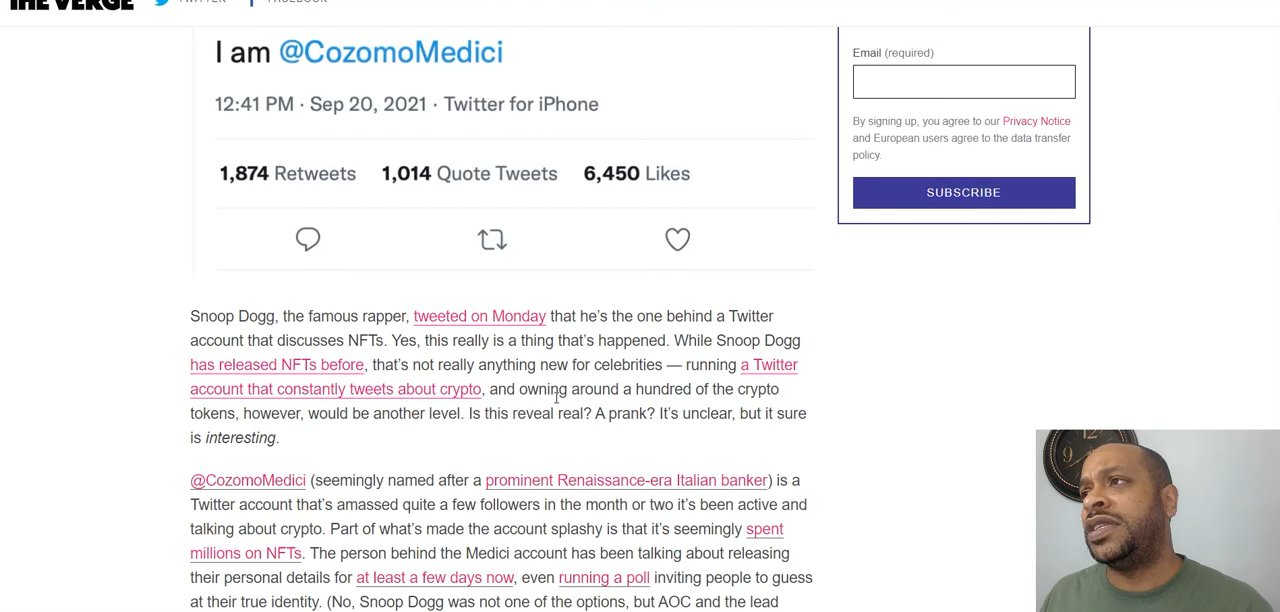 THE VERGE TWITTER FACEBOOK
I am @CozomoMedici
12:41 PM · Sep 20, 2021 · Twitter for iPhone
1,874 Retweets 1,014 Quote Tweets 6,450 Likes
Email (required)
By signing up, you agree to our Privacy Notice
and European users agree to the data transfer
policy.
SUBSCRIBE
Snoop Dogg, the famous rapper, tweeted on Monday that he's the one behind a Twitter
account that discusses NFTs. Yes, this really is a thing that's happened. While Snoop Dogg
has released NFTs before, that's not really anything new for celebrities — running a Twitter
account that constantly tweets about crypto, and owning around a hundred of the crypto
tokens, however, would be another level. Is this reveal real? A prank? It's unclear, but it sure
is interesting.
@CozomoMedici (seemingly named after a prominent Renaissance-era Italian banker) is a
Twitter account that's amassed quite a few followers in the month or two it's been active and
talking about crypto. Part of what's made the account splashy is that it's seemingly spent
millions on NFTs. The person behind the Medici account has been talking about releasing
their personal details for at least a few days now, even running a poll inviting people to guess
at their true identity. (No, Snoop Dogg was not one of the options, but AOC and the lead
12
9